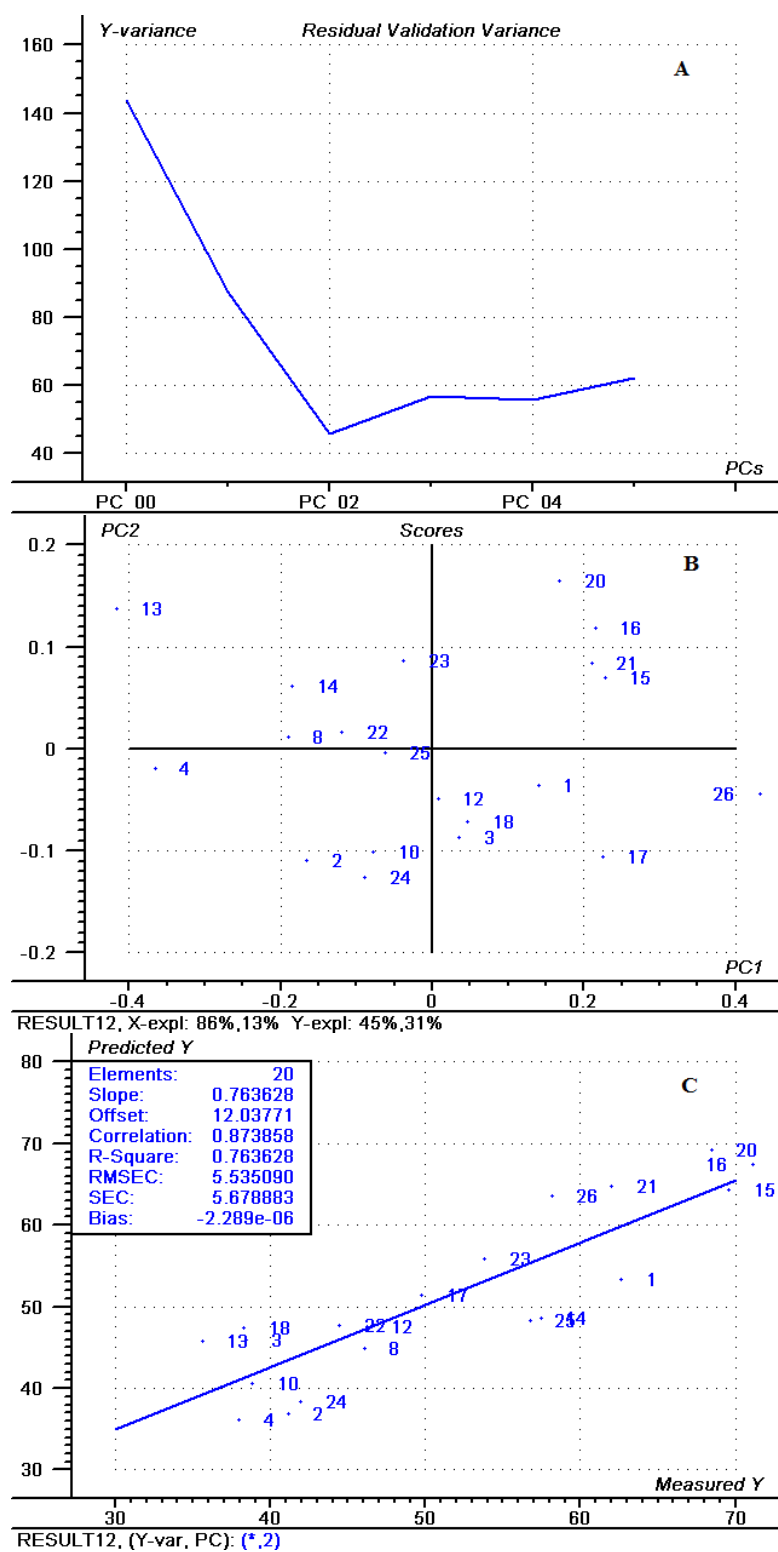 160 Y-variance Residual Validation Variance
A
140
120
100
80
60
40
PCs
PC_00 PC_02 PC_04
PC2 Scores
0.2
B
20
13
16
0.1
23
21
15
14
22
8
0
25
4
1
12
26
18
3
-0.1
10
2
17
24
-0.2
PC1
-0.4 -0.2 0 0.2 0.4
RESULT12, X-expl: 86%,13% Y-expl: 45%,31%
Predicted Y
80
Elements: 20
C
Slope: 0.763628
Offset: 12.03771
Correlation: 0.873858
70
R-Square: 0.763628
RMSEC: 5.535090
SEC: 5.678883
Bias: -2.289e-06
20
16
15
21
26
60
23
1
50
17
25 14
18 22 12
13 3
8
40
10
24
4 2
30
Measured Y
30 40 50 60 70
RESULT12, (Y-var, PC): (*,2)